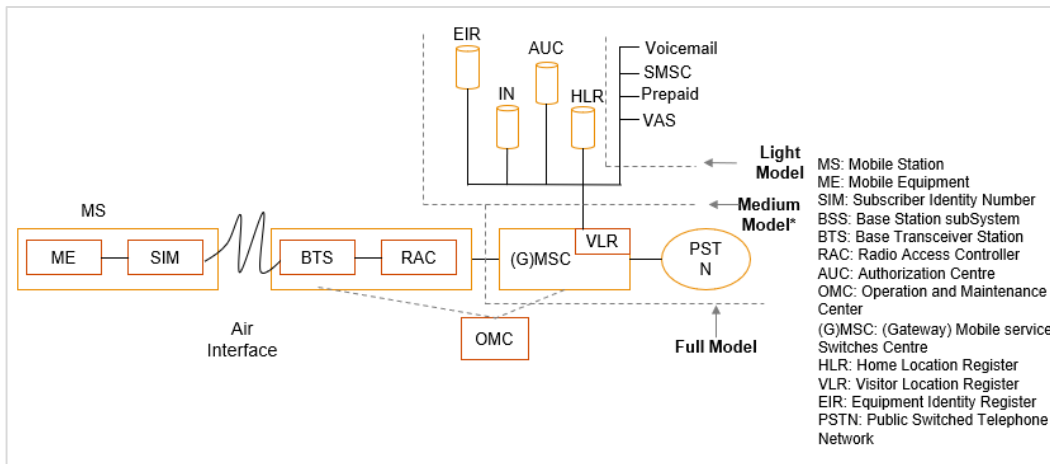 EIR
AUC
IN
HLR
Voicemail
SMSC
Prepaid
VAS
Light
Model
Medium
Model*
MS
ME
SIM
BTS
RAC
(G)MSC
VLR
PST
N
Air
Interface
OMC
Full Model
MS: Mobile Station
ME: Mobile Equipment
SIM: Subscriber Identity Number
BSS: Base Station subSystem
BTS: Base Transceiver Station
RAC: Radio Access Controller
AUC: Authorization Centre
OMC: Operation and Maintenance
Center
(G)MSC: (Gateway) Mobile service
Switches Centre
HLR: Home Location Register
VLR: Visitor Location Register
EIR: Equipment Identity Register
PSTN: Public Switched Telephone
Network